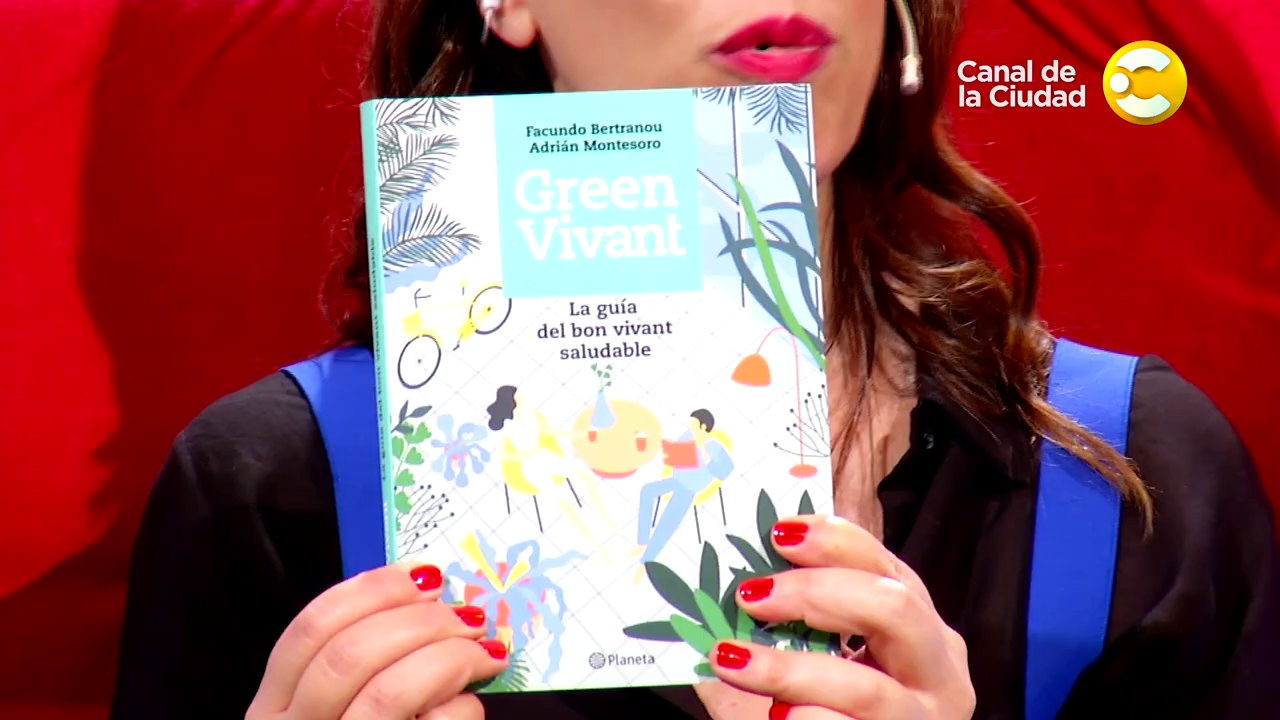 Canal de
la Ciudad
Facundo Bertranou
Adrián Montesoro
Green
Vivant
La guía
del bon vivant
saludable
Planeta